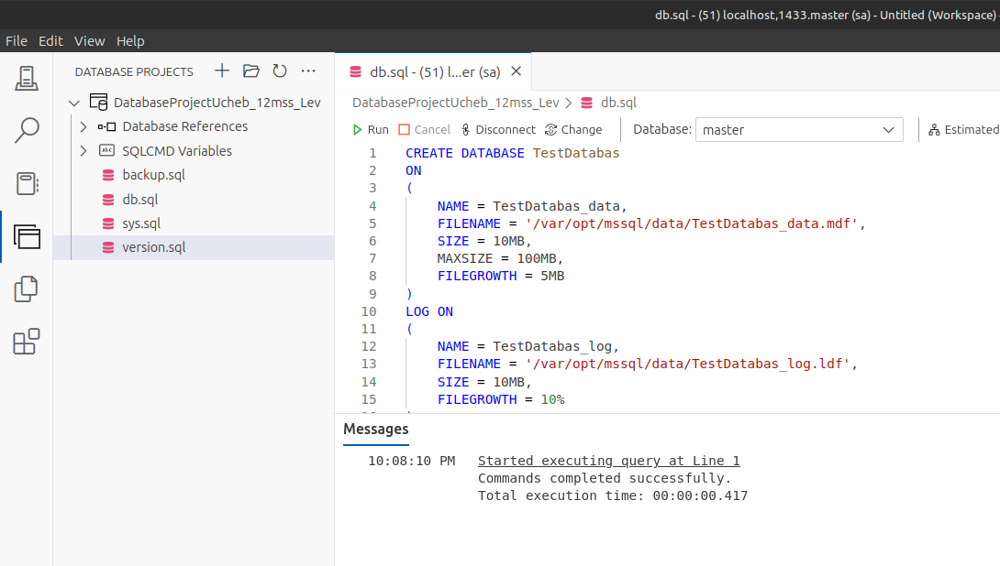 db.sql - (51) localhost,1433.master (sa) - Untitled (Workspace)
File Edit View Help
DATABASE PROJECTS
DatabaseProjectUcheb_12mss_Lev
Database References
SQLCMD Variables
backup.sql
db.sql
sys.sql
version.sql
db.sql - (51) l...er (sa)
DatabaseProjectUcheb_12mss_Lev > db.sql
Run Cancel Disconnect Change Database: master Estimated
1 CREATE DATABASE TestDatabas
2 ON
3 (
4 NAME = TestDatabas_data,
5 FILENAME = '/var/opt/mssql/data/TestDatabas_data.mdf',
6 SIZE = 10MB,
7 MAXSIZE = 100MB,
8 FILEGROWTH = 5MB
9 )
10 LOG ON
11 (
12 NAME = TestDatabas_log,
13 FILENAME = '/var/opt/mssql/data/TestDatabas_log.ldf',
14 SIZE = 10MB,
15 FILEGROWTH = 10%
Messages
10:08:10 PM Started executing query at Line 1
Commands completed successfully.
Total execution time: 00:00:00.417